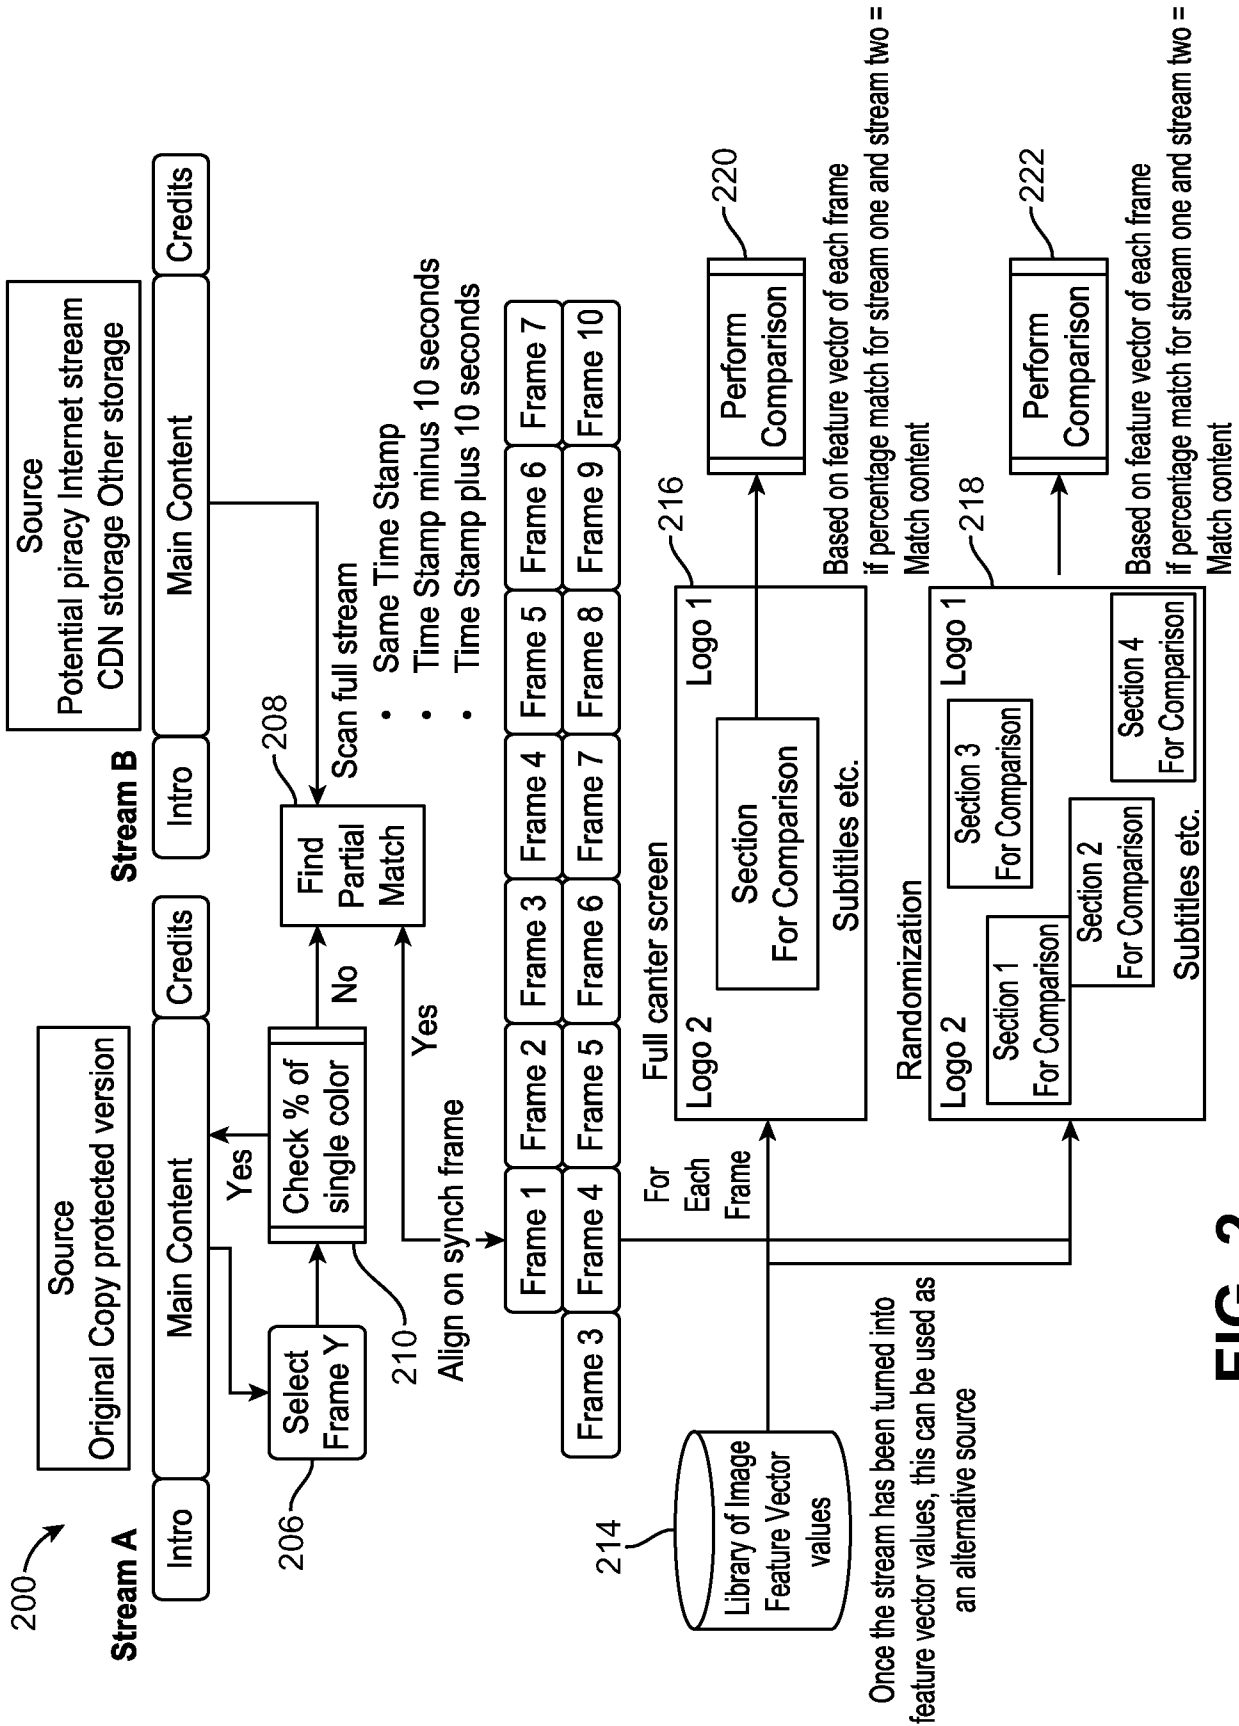 200
Stream A
Source
Original Copy protected version
Intro
Main Content
Credits
Stream B
Source
Potential piracy Internet stream
CDN storage Other storage
Intro
Main Content
Credits
206
Select
Frame Y
210
Check % of
single color
Yes
No
208
Find
Partial
Match
Scan full stream
• Same Time Stamp
• Time Stamp minus 10 seconds
• Time Stamp plus 10 seconds
Yes
Align on synch frame
Frame 1
Frame 2
Frame 3
Frame 4
Frame 5
Frame 6
Frame 7
Frame 3
Frame 4
Frame 5
Frame 6
Frame 7
Frame 8
Frame 9
Frame 10
214
Library of Image
Feature Vector
values
Once the stream has been turned into
feature vector values, this can be used as
an alternative source
For
Each
Frame
Full canter screen
216
Logo 2
Logo 1
Section
For Comparison
Subtitles etc.
220
Perform
Comparison
Based on feature vector of each frame
if percentage match for stream one and stream two =
Match content
Randomization
218
Logo 2
Logo 1
Section 1
For Comparison
Section 2
For Comparison
Section 3
For Comparison
Section 4
For Comparison
Subtitles etc.
222
Perform
Comparison
Based on feature vector of each frame
if percentage match for stream one and stream two =
Match content
FIG. 2